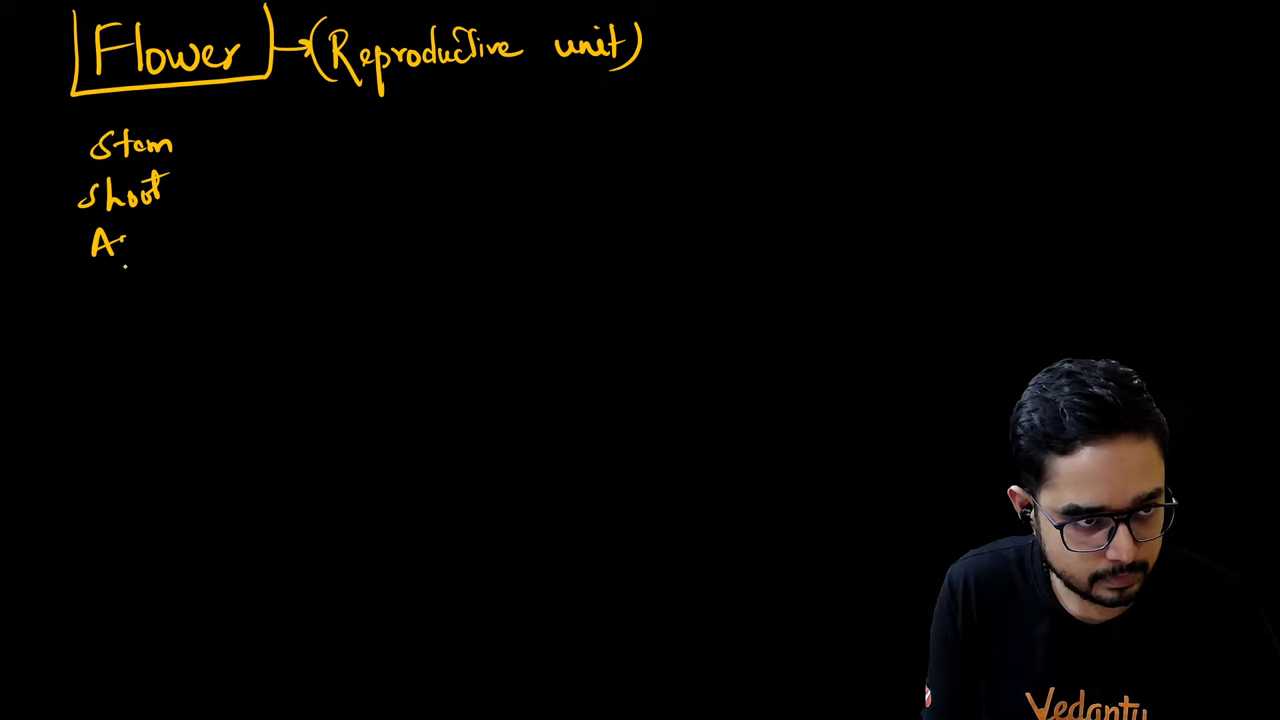 Flower → (Reproductive unit)
Stem
Shoot
A
Vedantu